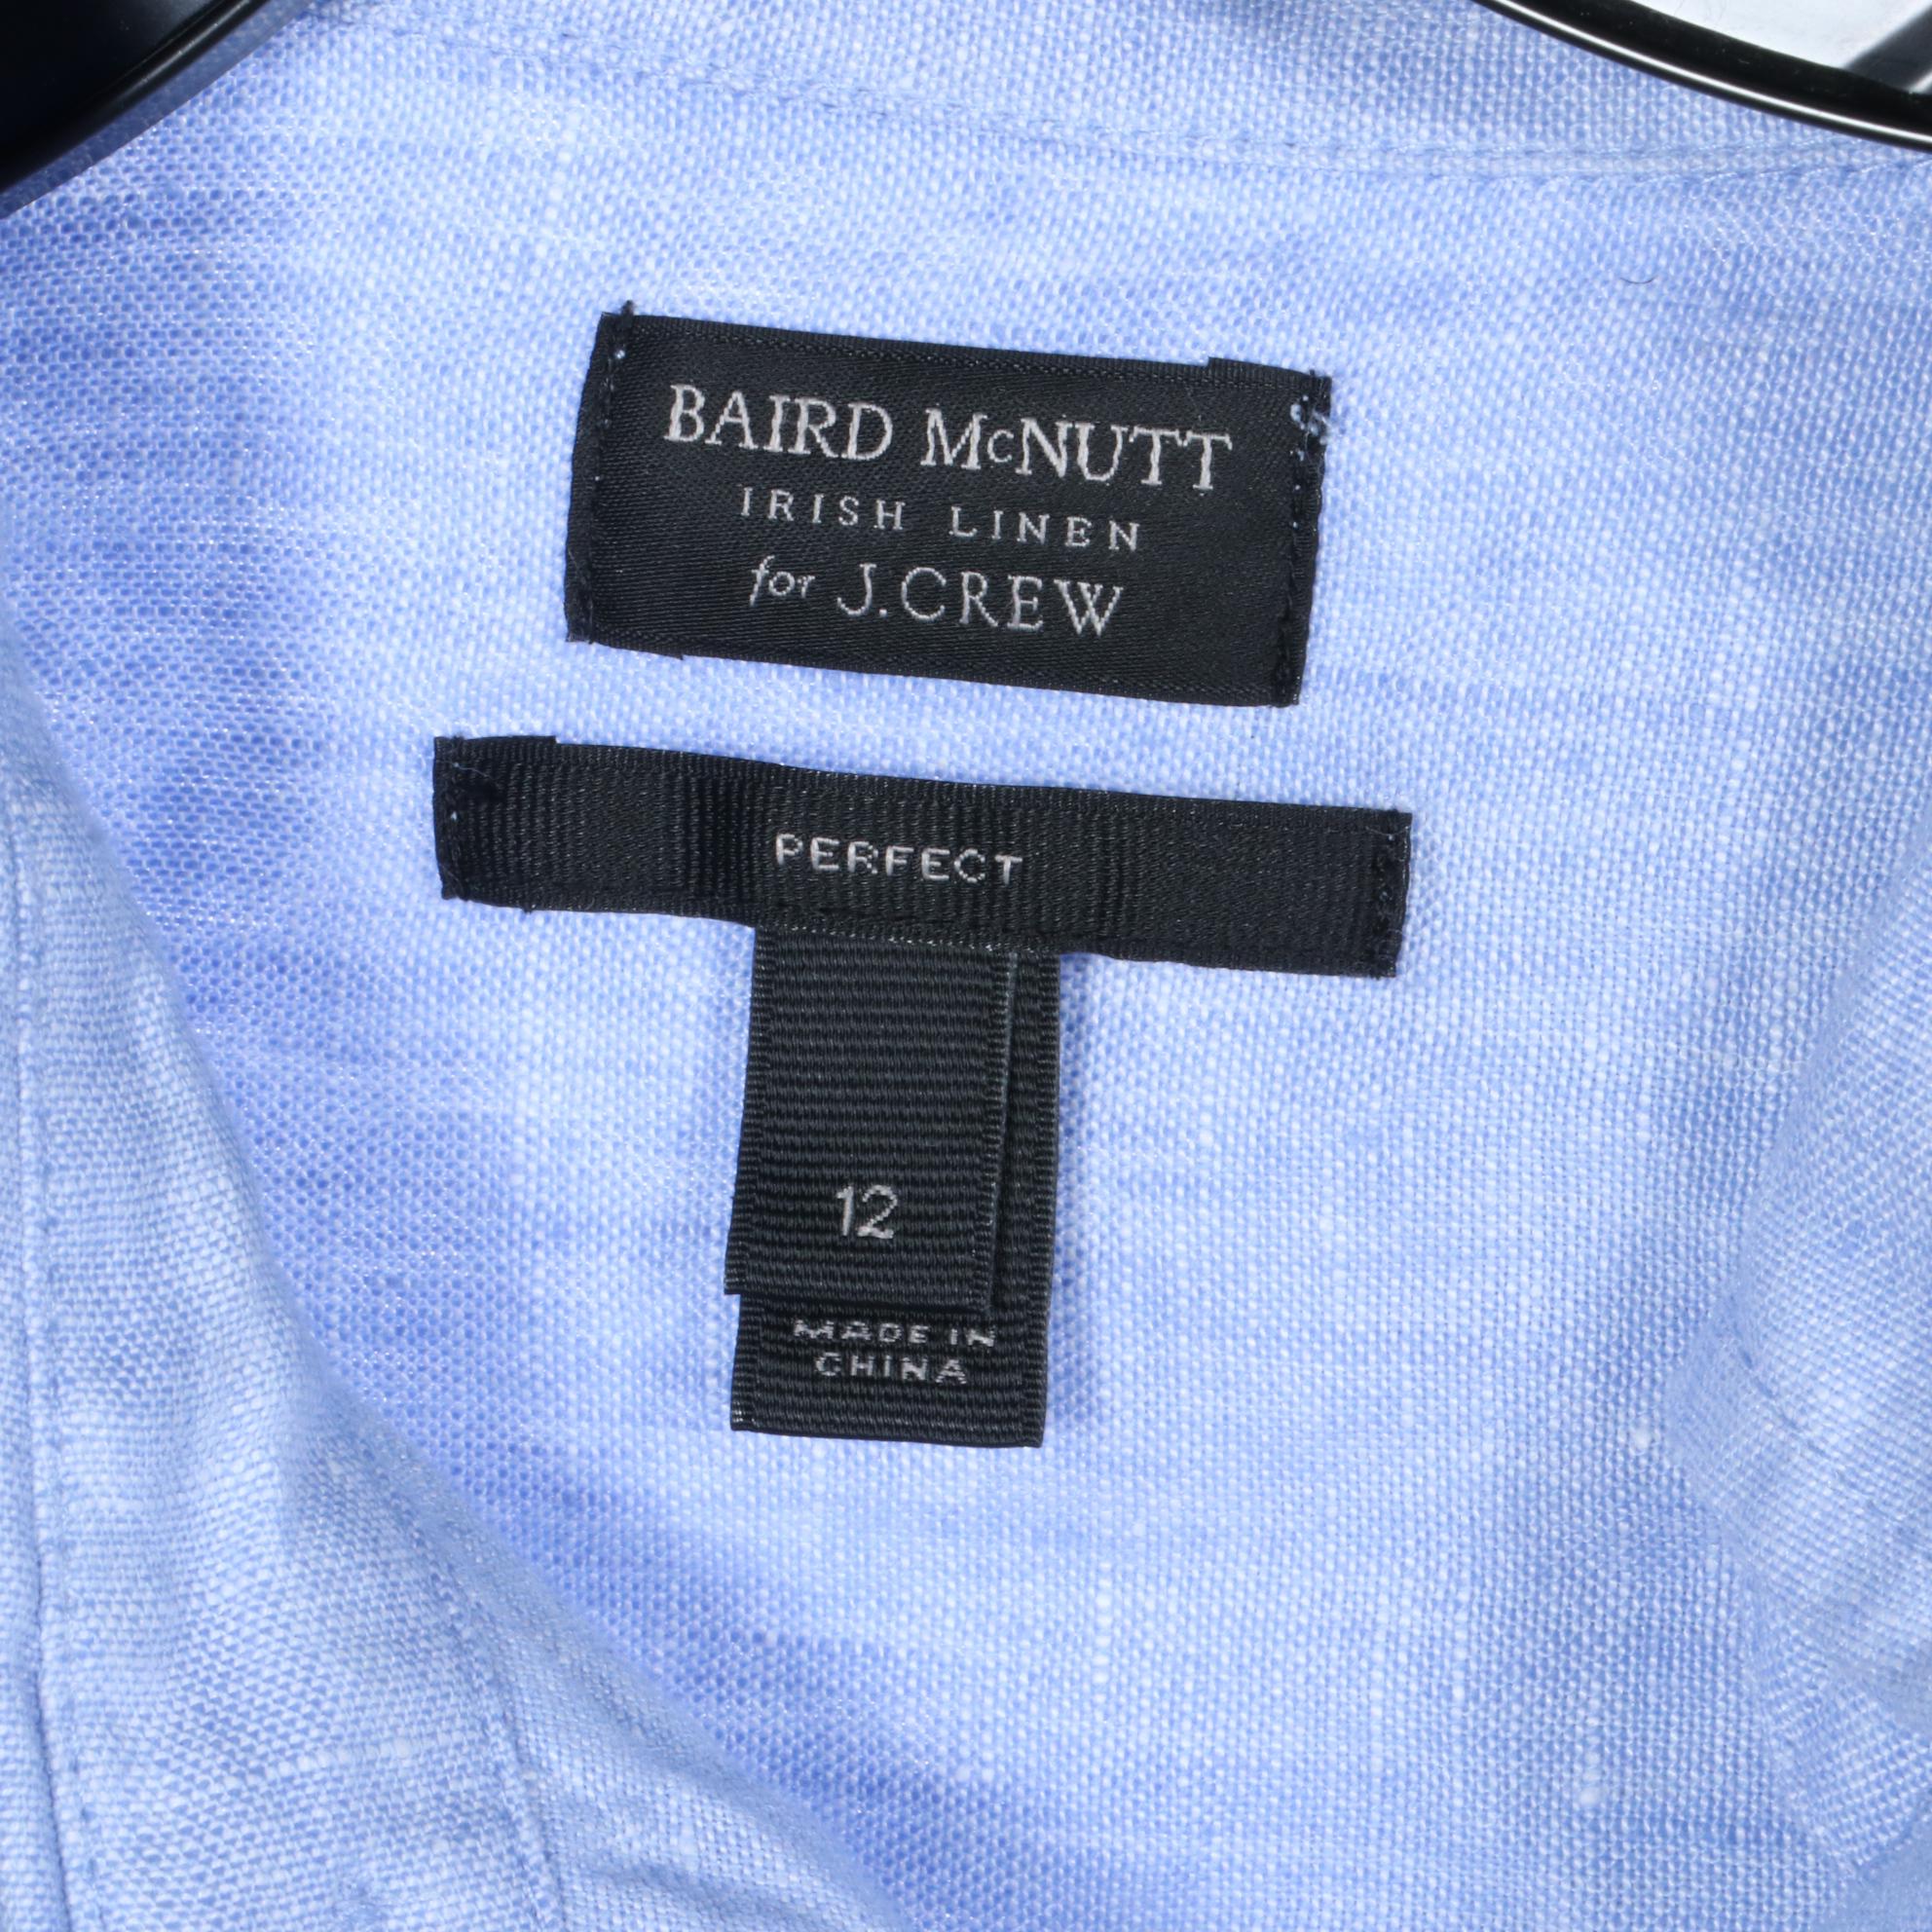 BAIRD McNUTT
IRISH LINEN
for J.CREW
PERFECT
12
MADE IN
CHINA